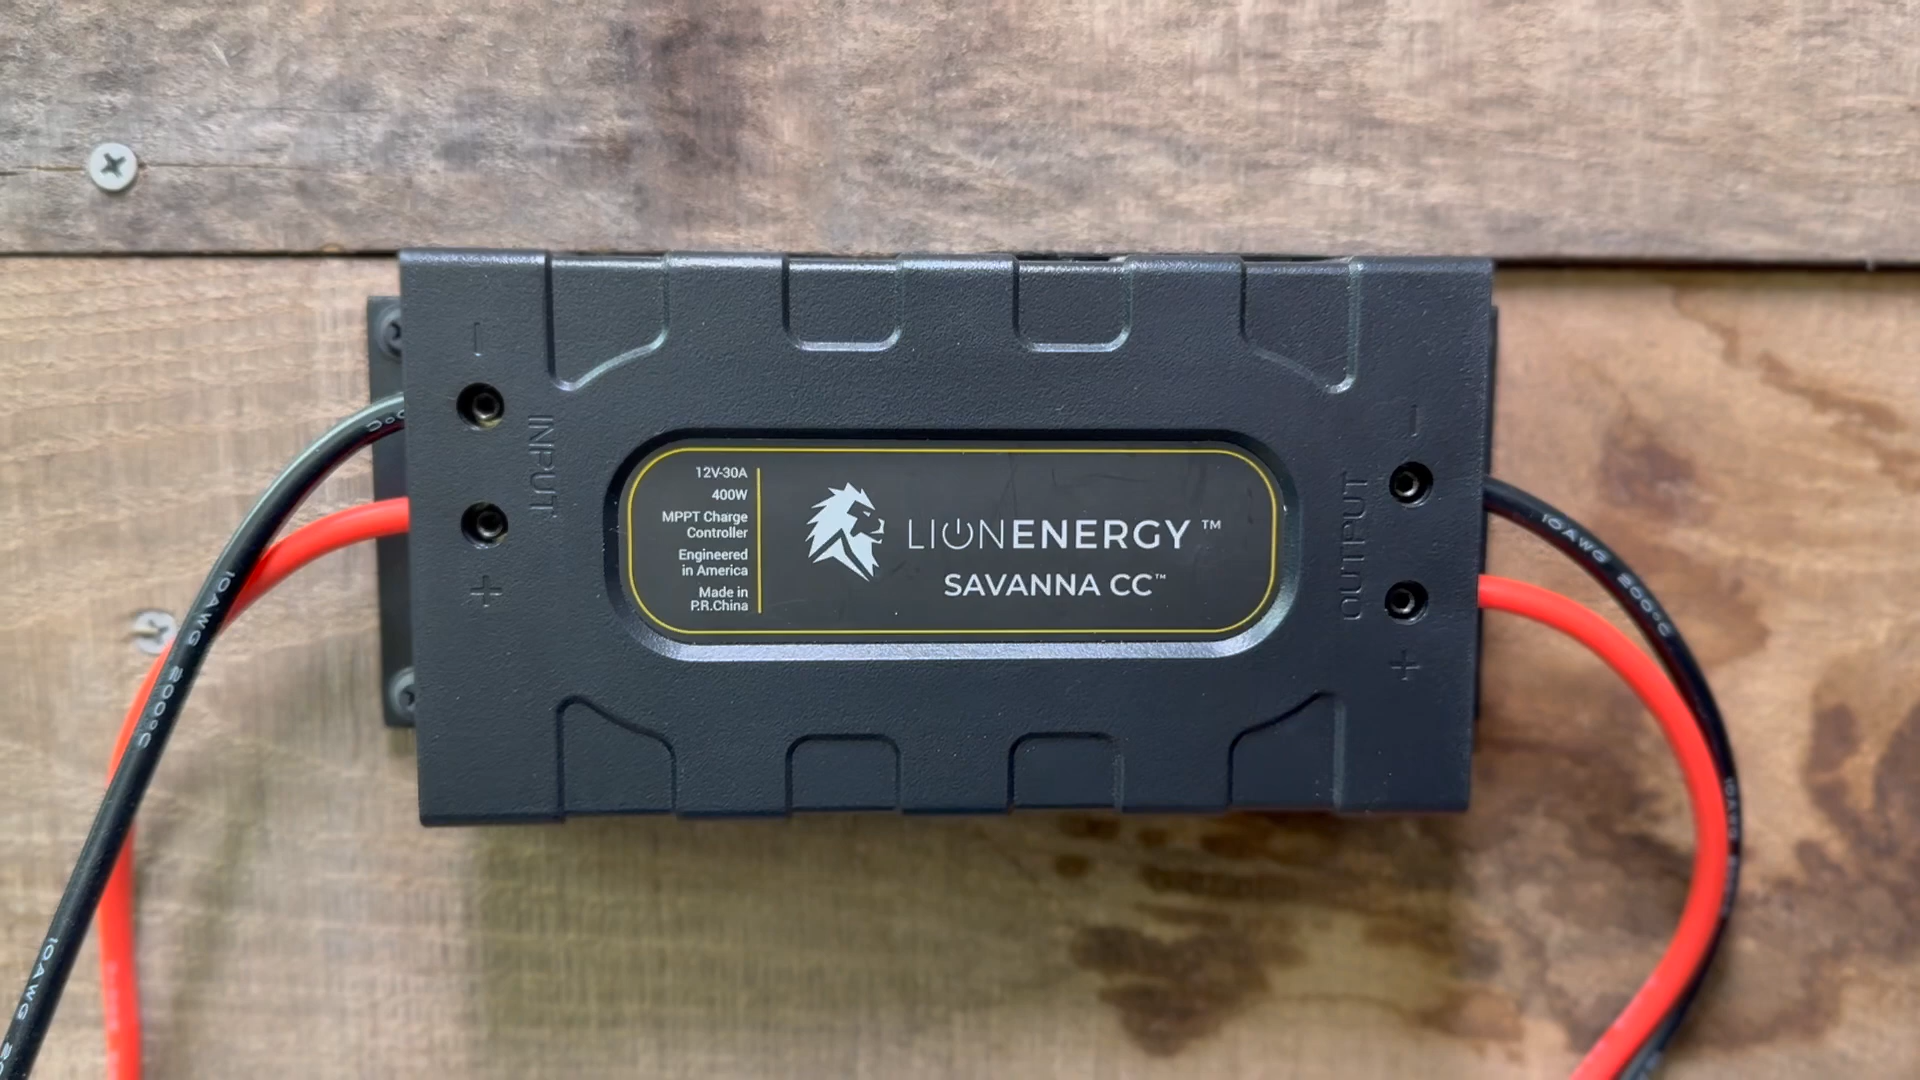 INPUT
12V-30A
400W
MPPT Charge
Controller
Engineered
in America
Made in
P.R.China
LIONENERGY™
SAVANNA CC™
OUTPUT
10AWG 200°C
10AWG
10AWG 200°C